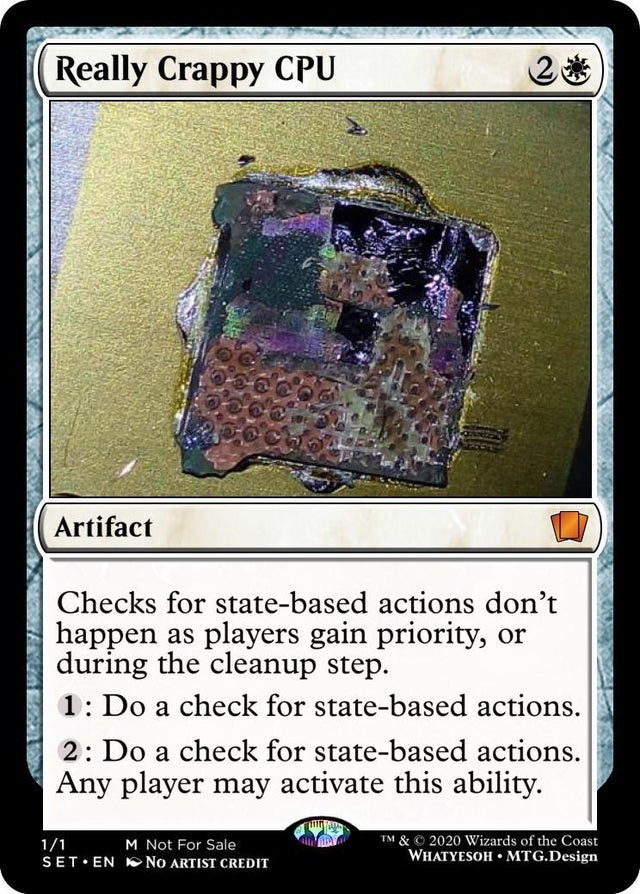 Really Crappy CPU 2
Artifact
Checks for state-based actions don't
happen as players gain priority, or
during the cleanup step.
1: Do a check for state-based actions.
2: Do a check for state-based actions.
Any player may activate this ability.
1/1 M Not For Sale ™ & © 2020 Wizards of the Coast
SET • EN No artist credit Whatyesoh • MTG.Design